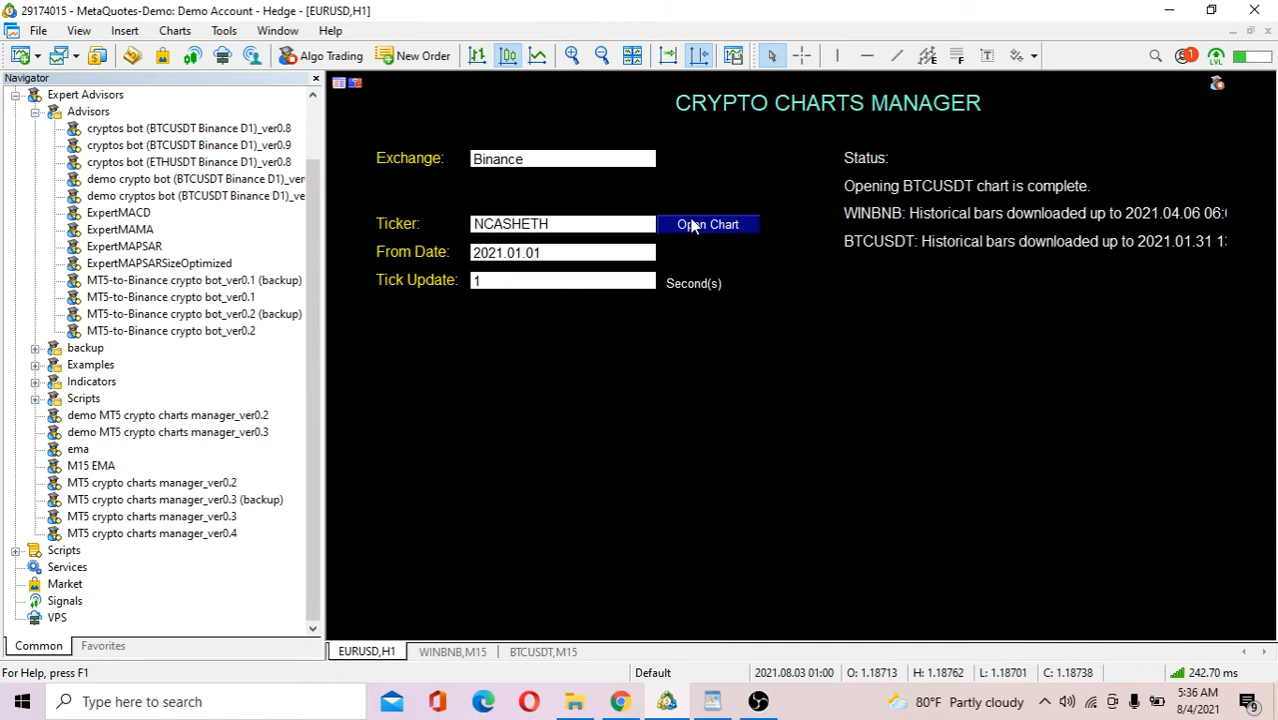 29174015 - MetaQuotes-Demo: Demo Account - Hedge - [EURUSD,H1]
File View Insert Charts Tools Window Help
Algo Trading New Order 1 LVL
Navigator
Expert Advisors
Advisors
cryptos bot (BTCUSDT Binance D1)_ver0.8
cryptos bot (BTCUSDT Binance D1)_ver0.9
cryptos bot (ETHUSDT Binance D1)_ver0.8
demo crypto bot (BTCUSDT Binance D1)_ver
demo cryptos bot (BTCUSDT Binance D1)_ve
ExpertMACD
ExpertMAMA
ExpertMAPSAR
ExpertMAPSARSizeOptimized
MT5-to-Binance crypto bot_ver0.1 (backup)
MT5-to-Binance crypto bot_ver0.1
MT5-to-Binance crypto bot_ver0.2 (backup)
MT5-to-Binance crypto bot_ver0.2
backup
Examples
Indicators
Scripts
demo MT5 crypto charts manager_ver0.2
demo MT5 crypto charts manager_ver0.3
ema
M15 EMA
MT5 crypto charts manager_ver0.2
MT5 crypto charts manager_ver0.3 (backup)
MT5 crypto charts manager_ver0.3
MT5 crypto charts manager_ver0.4
Scripts
Services
Market
Signals
VPS
Common Favorites
CRYPTO CHARTS MANAGER
Exchange: Binance
Ticker: NCASHETH Open Chart
From Date: 2021.01.01
Tick Update: 1 Second(s)
Status:
Opening BTCUSDT chart is complete.
WINBNB: Historical bars downloaded up to 2021.04.06 06:
BTCUSDT: Historical bars downloaded up to 2021.01.31 1
EURUSD,H1 WINBNB,M15 BTCUSDT,M15
For Help, press F1 Default 2021.08.03 01:00 O: 1.18713 H: 1.18762 L: 1.18701 C: 1.18738 242.70 ms
Type here to search 80°F Partly cloudy 5:36 AM
8/4/2021 9